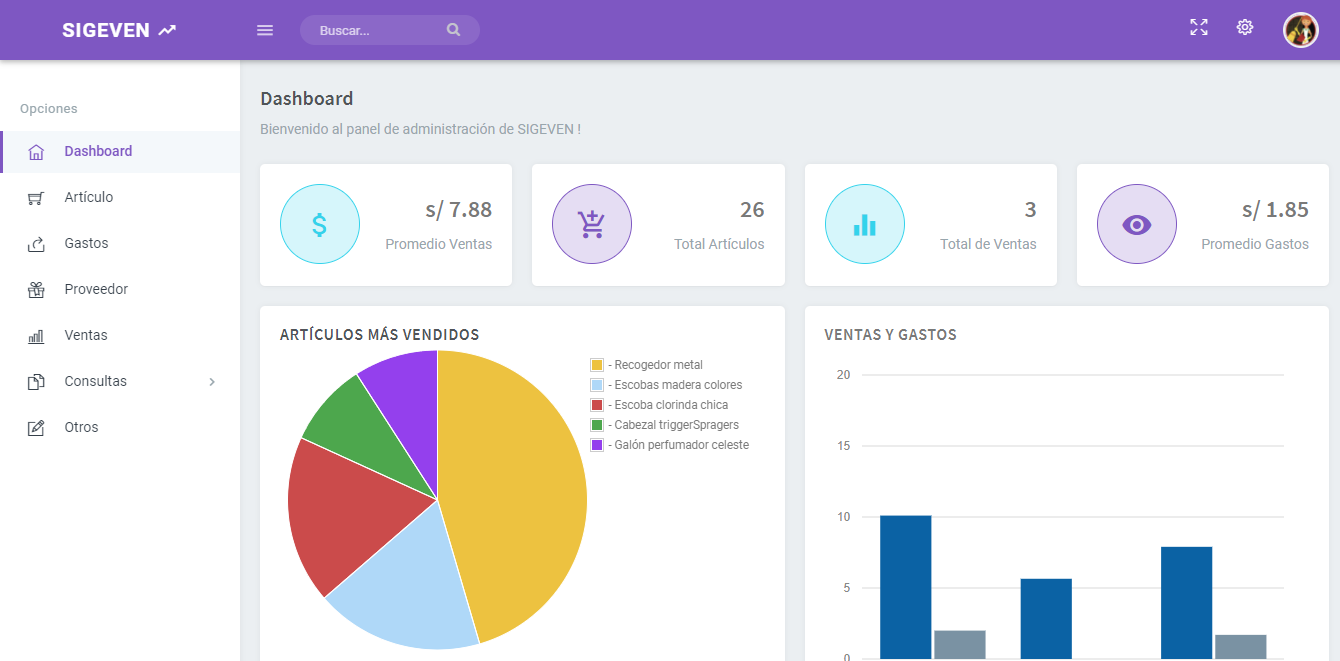 SIGEVEN
Buscar...
Opciones
Dashboard
Artículo
Gastos
Proveedor
Ventas
Consultas
Otros
Dashboard
Bienvenido al panel de administración de SIGEVEN !
s/ 7.88
Promedio Ventas
26
Total Artículos
3
Total de Ventas
s/ 1.85
Promedio Gastos
ARTÍCULOS MÁS VENDIDOS
- Recogedor metal
- Escobas madera colores
- Escoba clorinda chica
- Cabezal triggerSpragers
- Galón perfumador celeste
VENTAS Y GASTOS
20
15
10
5
0